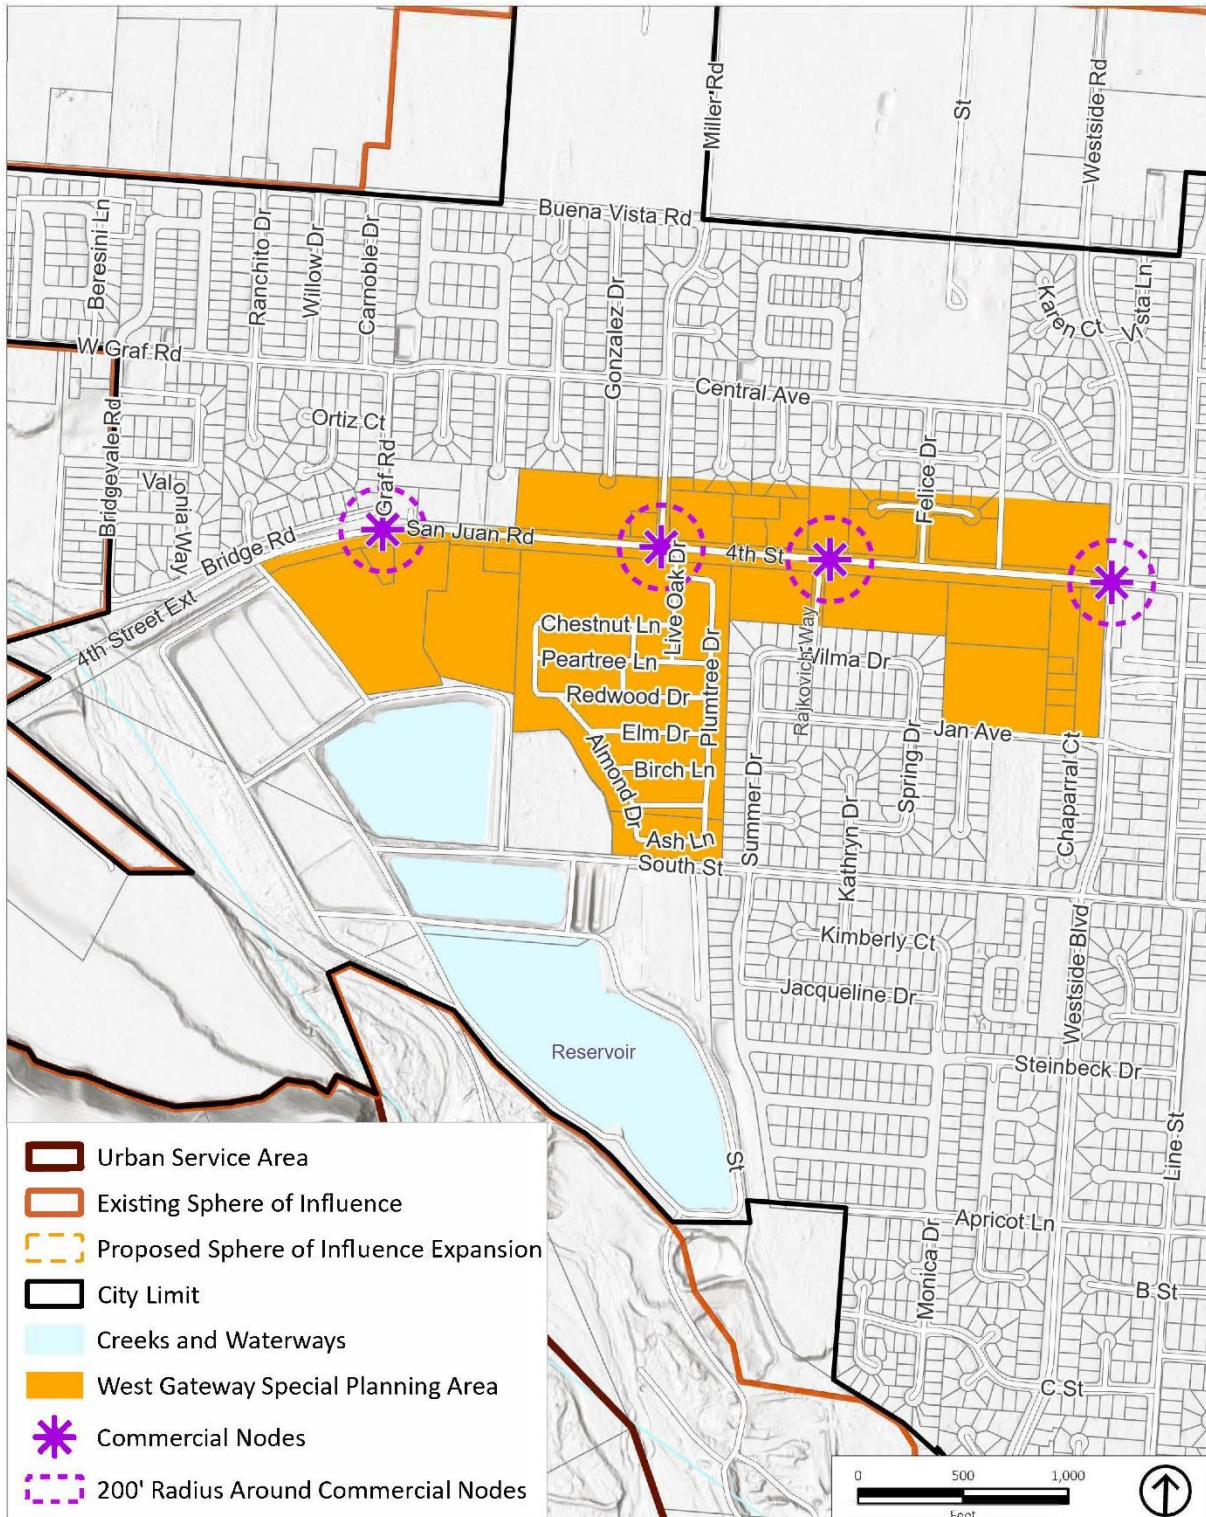 Miller Rd
St
Westside Rd
Buena Vista Rd
Beresini Ln
Ranchito Dr
Willow Dr
Carnoble Dr
Gonzalez Dr
Karen Ct
Vista Ln
W Graf Rd
Central Ave
Ortiz Ct
Graf Rd
Felice Dr
Bridgevale Rd
Valonia Way
Bridge Rd
San Juan Rd
4th St
4th Street Ext
Live Oak Dr
Chestnut Ln
Peartree Ln
Redwood Dr
Plumtree Dr
Elm Dr
Birch Ln
Almond Dr
Ash Ln
South St
Rajkovich Way
Wilma Dr
Jan Ave
Spring Dr
Summer Dr
Kathryn Dr
Chaparral Ct
Kimberly Ct
Jacqueline Dr
Westside Blvd
Steinbeck Dr
Line St
Reservoir
St
Apricot Ln
Monica Dr
B St
C St
Urban Service Area
Existing Sphere of Influence
Proposed Sphere of Influence Expansion
City Limit
Creeks and Waterways
West Gateway Special Planning Area
Commercial Nodes
200' Radius Around Commercial Nodes
0 500 1,000
Feet